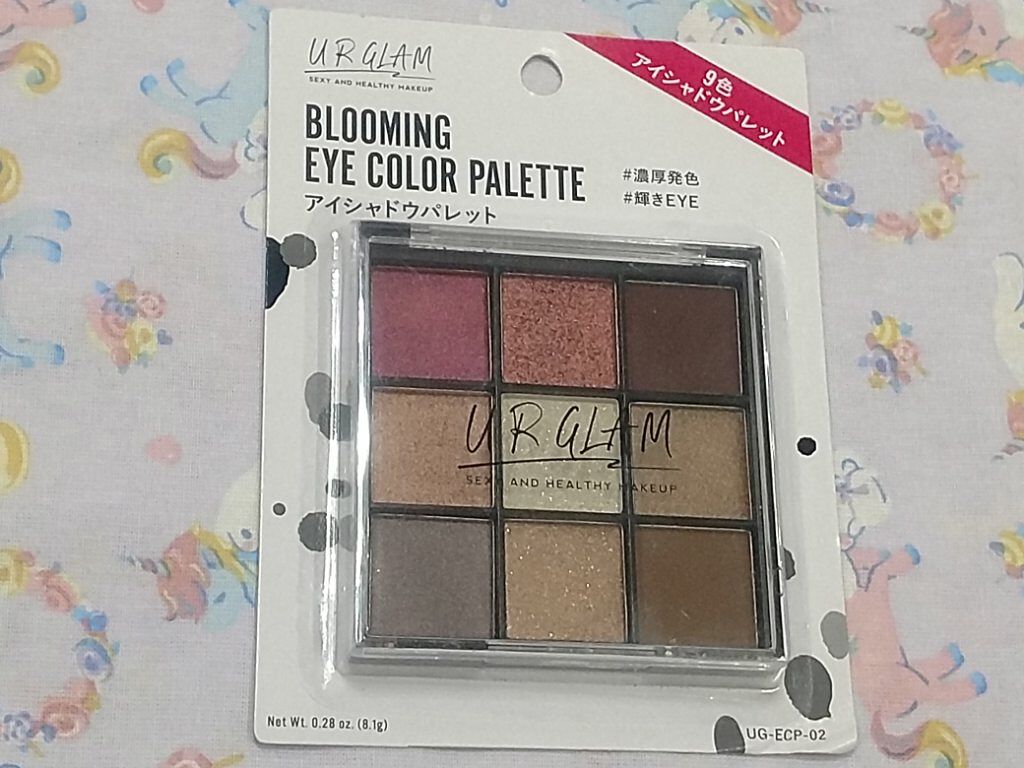 U R GLAM
SEXY AND HEALTHY MAKEUP
9色
アイシャドウパレット
BLOOMING
EYE COLOR PALETTE
アイシャドウパレット
#濃厚発色
#輝きEYE
U R GLAM
SEXY AND HEALTHY MAKEUP
Net Wt. 0.28 oz. (8.1g)
UG-ECP-02